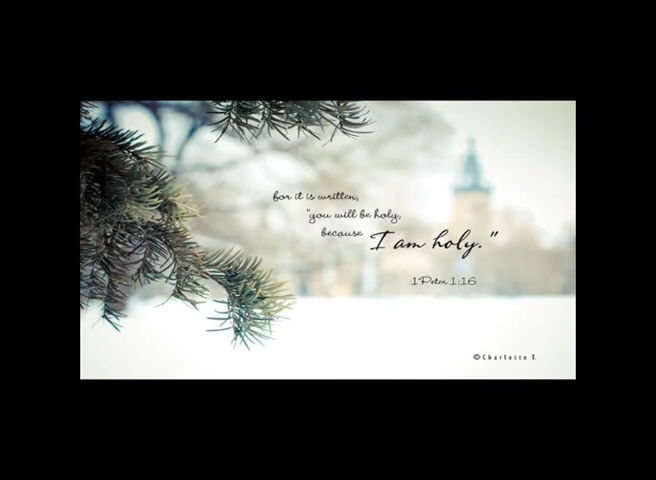 for it is written,
"you will be holy,
because I am holy."
1 Peter 1:16
©Charlotte T.